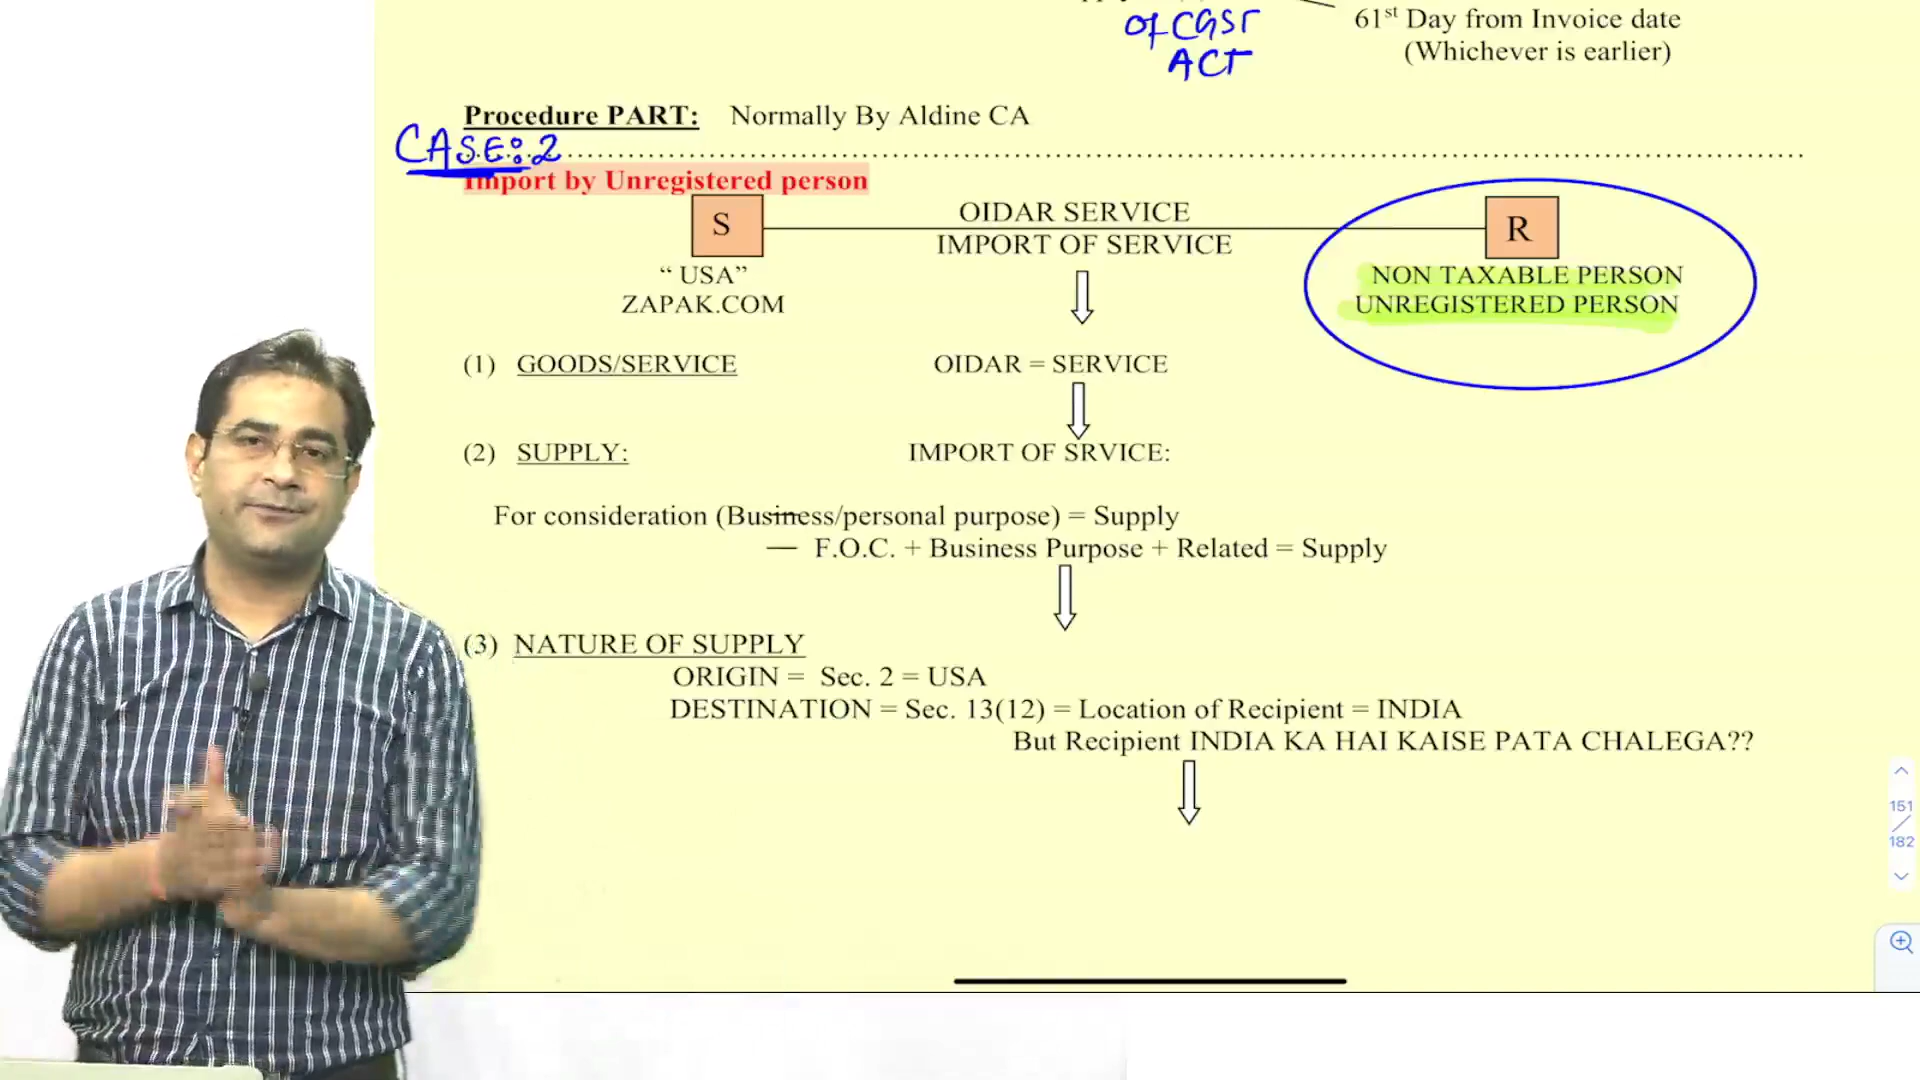 of CGST
ACT
61st Day from Invoice date
(Whichever is earlier)
Procedure PART: Normally By Aldine CA
CASE: 2
Import by Unregistered person
S
OIDAR SERVICE
IMPORT OF SERVICE
R
“ USA”
ZAPAK.COM
NON TAXABLE PERSON
UNREGISTERED PERSON
(1) GOODS/SERVICE OIDAR = SERVICE
(2) SUPPLY: IMPORT OF SRVICE:
For consideration (Business/personal purpose) = Supply
F.O.C. + Business Purpose + Related = Supply
(3) NATURE OF SUPPLY
ORIGIN = Sec. 2 = USA
DESTINATION = Sec. 13(12) = Location of Recipient = INDIA
But Recipient INDIA KA HAI KAISE PATA CHALEGA??
151
/
182